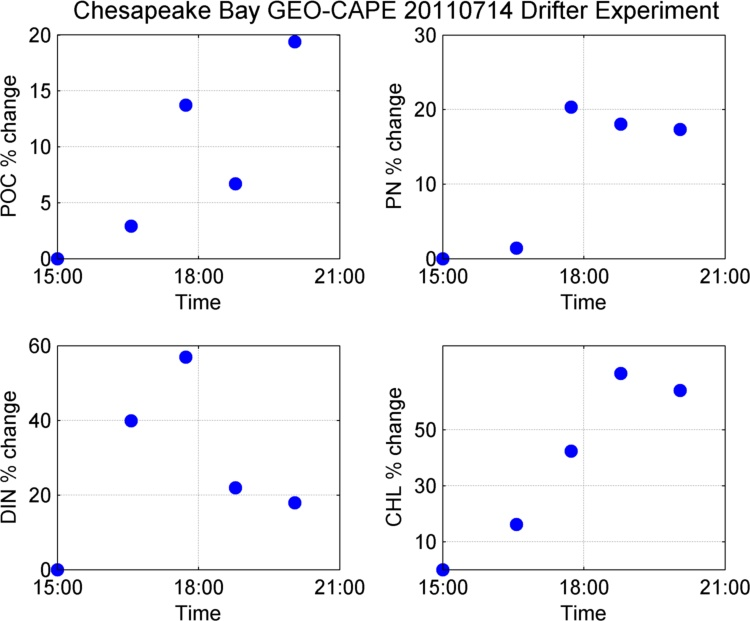 Chesapeake Bay GEO-CAPE 20110714 Drifter Experiment
20
15
10
5
0
POC % change
15:00 18:00 21:00
Time
30
20
10
0
PN % change
15:00 18:00 21:00
Time
60
40
20
0
DIN % change
15:00 18:00 21:00
Time
50
30
10
CHL % change
15:00 18:00 21:00
Time